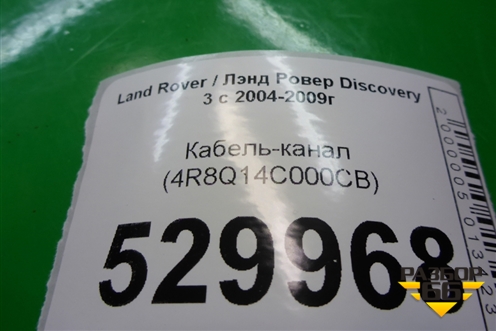 Land Rover / Лэнд Ровер Discovery
3 с 2004-2009г
Кабель-канал
(4R8Q14C000CB)
529968
РАЗБОР
66